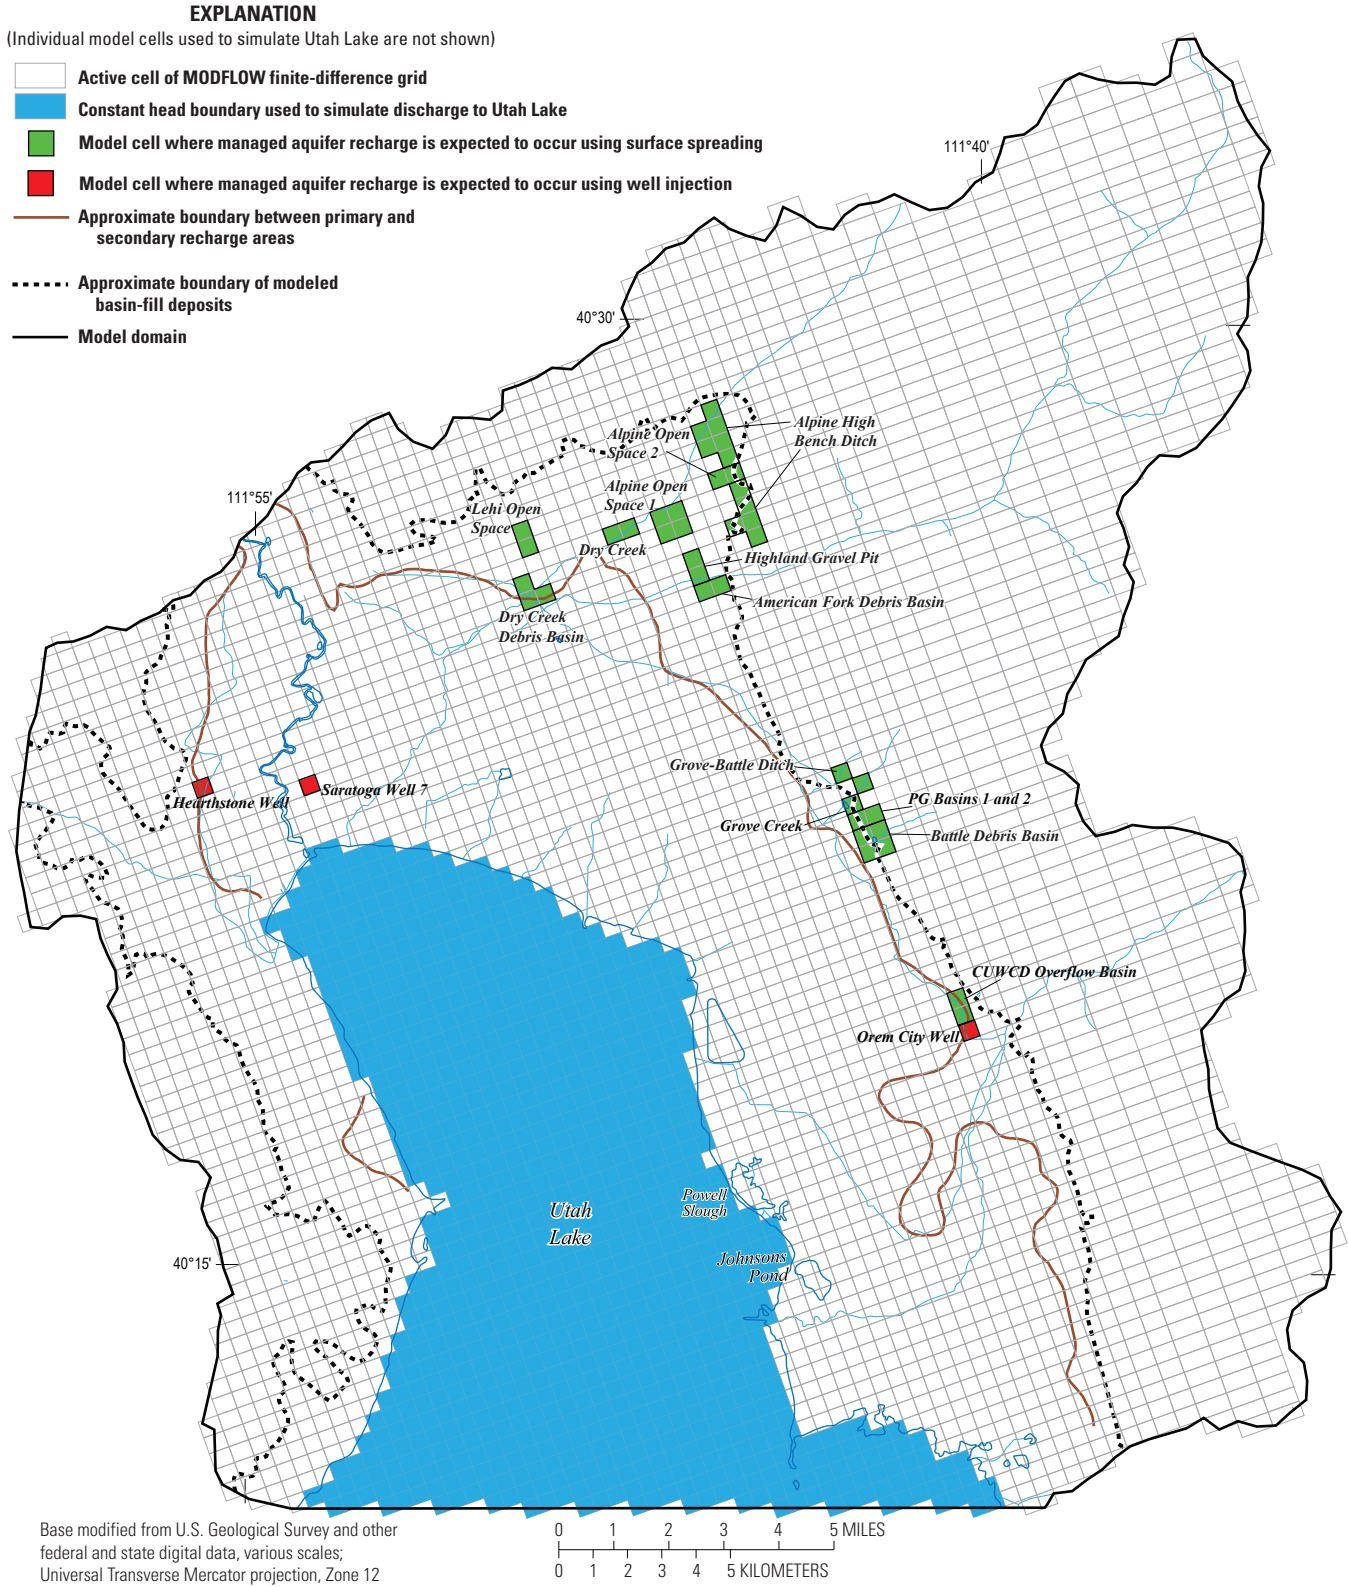 EXPLANATION
(Individual model cells used to simulate Utah Lake are not shown)
Active cell of MODFLOW finite-difference grid
Constant head boundary used to simulate discharge to Utah Lake
Model cell where managed aquifer recharge is expected to occur using surface spreading
Model cell where managed aquifer recharge is expected to occur using well injection
Approximate boundary between primary and
secondary recharge areas
Approximate boundary of modeled
basin-fill deposits
Model domain
111°40'
40°30'
111°55'
Alpine High
Bench Ditch
Alpine Open
Space 2
Alpine Open
Space 1
Lehi Open
Space
Dry Creek
Highland Gravel Pit
American Fork Debris Basin
Dry Creek
Debris Basin
Grove-Battle Ditch
Hearthstone Well
Saratoga Well 7
PG Basins 1 and 2
Grove Creek
Battle Debris Basin
CUWCD Overflow Basin
Orem City Well
Utah
Lake
Powell
Slough
Johnsons
Pond
40°15'
Base modified from U.S. Geological Survey and other
federal and state digital data, various scales;
Universal Transverse Mercator projection, Zone 12
0 1 2 3 4 5 MILES
0 1 2 3 4 5 KILOMETERS